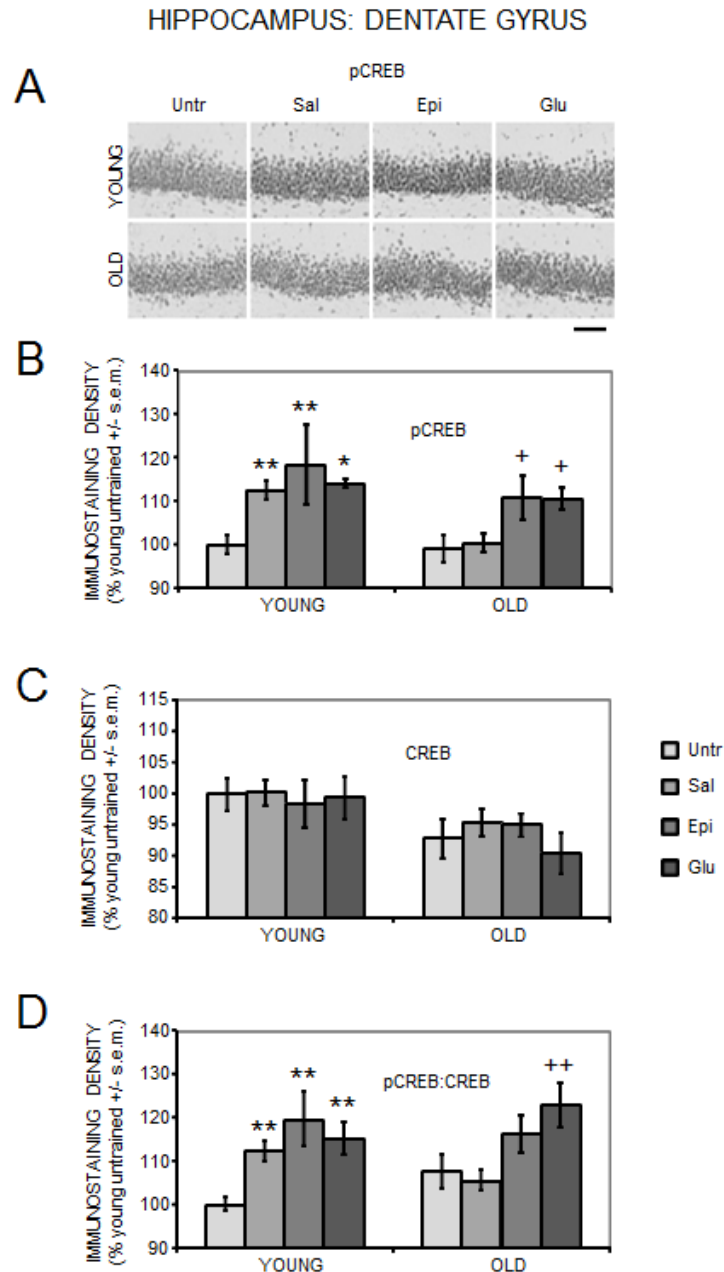 HIPPOCAMPUS: DENTATE GYRUS
A
pCREB
Untr Sal Epi Glu
YOUNG
OLD
B
IMMUNOSTAINING DENSITY
(% young untrained +/- s.e.m.)
140
130
120
110
100
90
pCREB
** ** *
+ +
YOUNG OLD
C
IMMUNOSTAINING DENSITY
(% young untrained +/- s.e.m.)
115
110
105
100
95
90
85
80
CREB
YOUNG OLD
Untr
Sal
Epi
Glu
D
IMMUNOSTAINING DENSITY
(% young untrained +/- s.e.m.)
140
130
120
110
100
90
pCREB:CREB
** ** **
++
YOUNG OLD